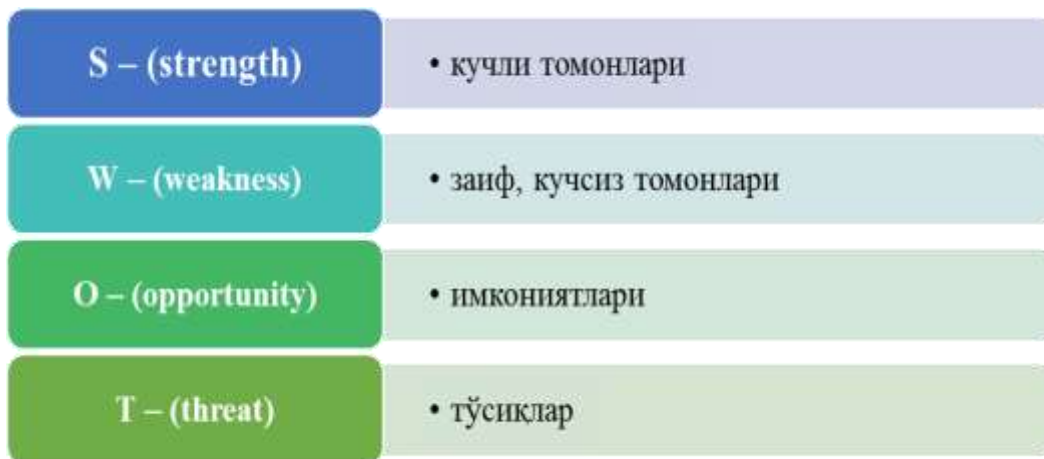 S – (strength)
• кучли томонлари
W – (weakness)
• заиф, кучсиз томонлари
O – (opportunity)
• имкониятлари
T – (threat)
• тўсиқлар